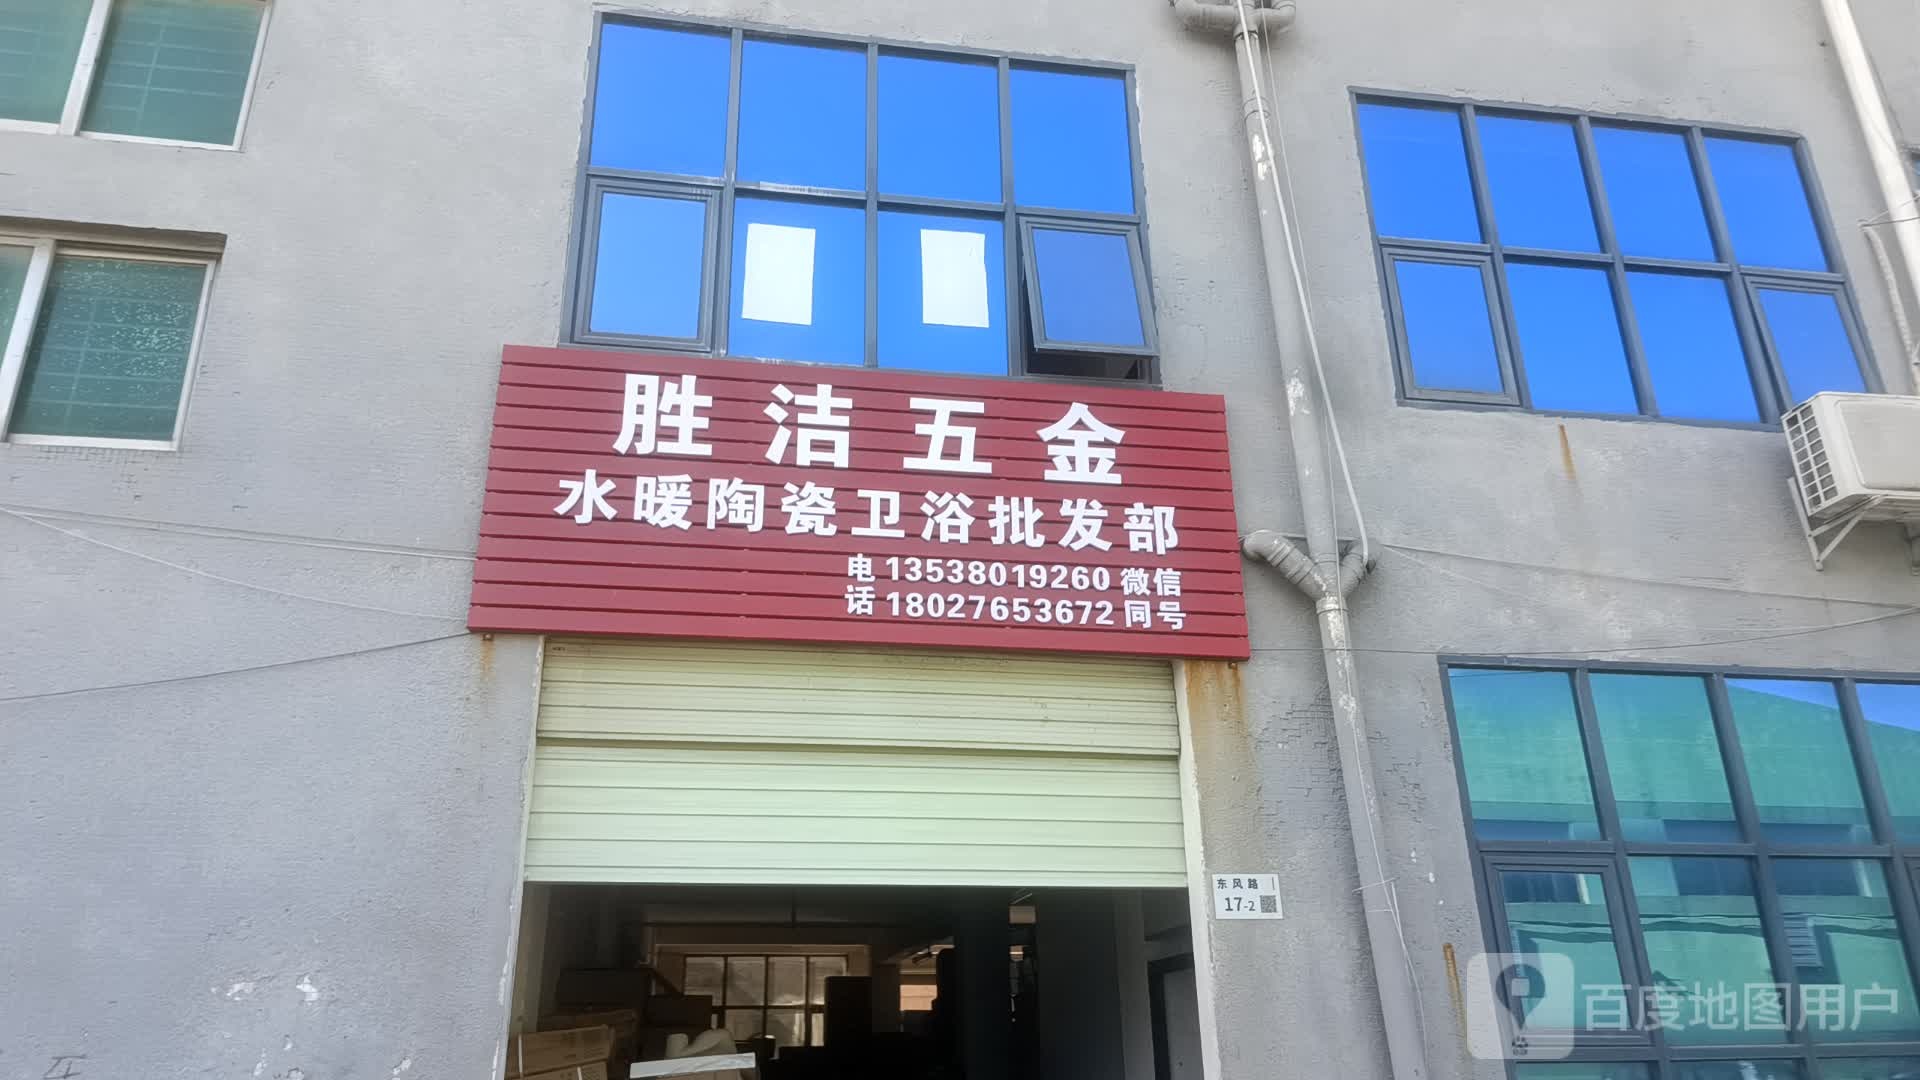 胜洁五金
水暖陶瓷卫浴批发部
电 13538019260 微信
话 18027653672 同号
东风路
17-2
百度地图用户